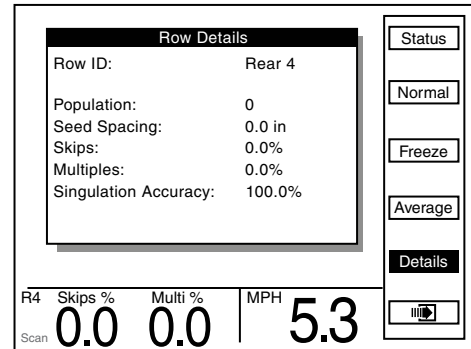 Row Details
Row ID: Rear 4
Population: 0
Seed Spacing: 0.0 in
Skips: 0.0%
Multiples: 0.0%
Singulation Accuracy: 100.0%
Status
Normal
Freeze
Average
Details
R4 Skips % Multi % MPH
Scan 0.0 0.0 5.3